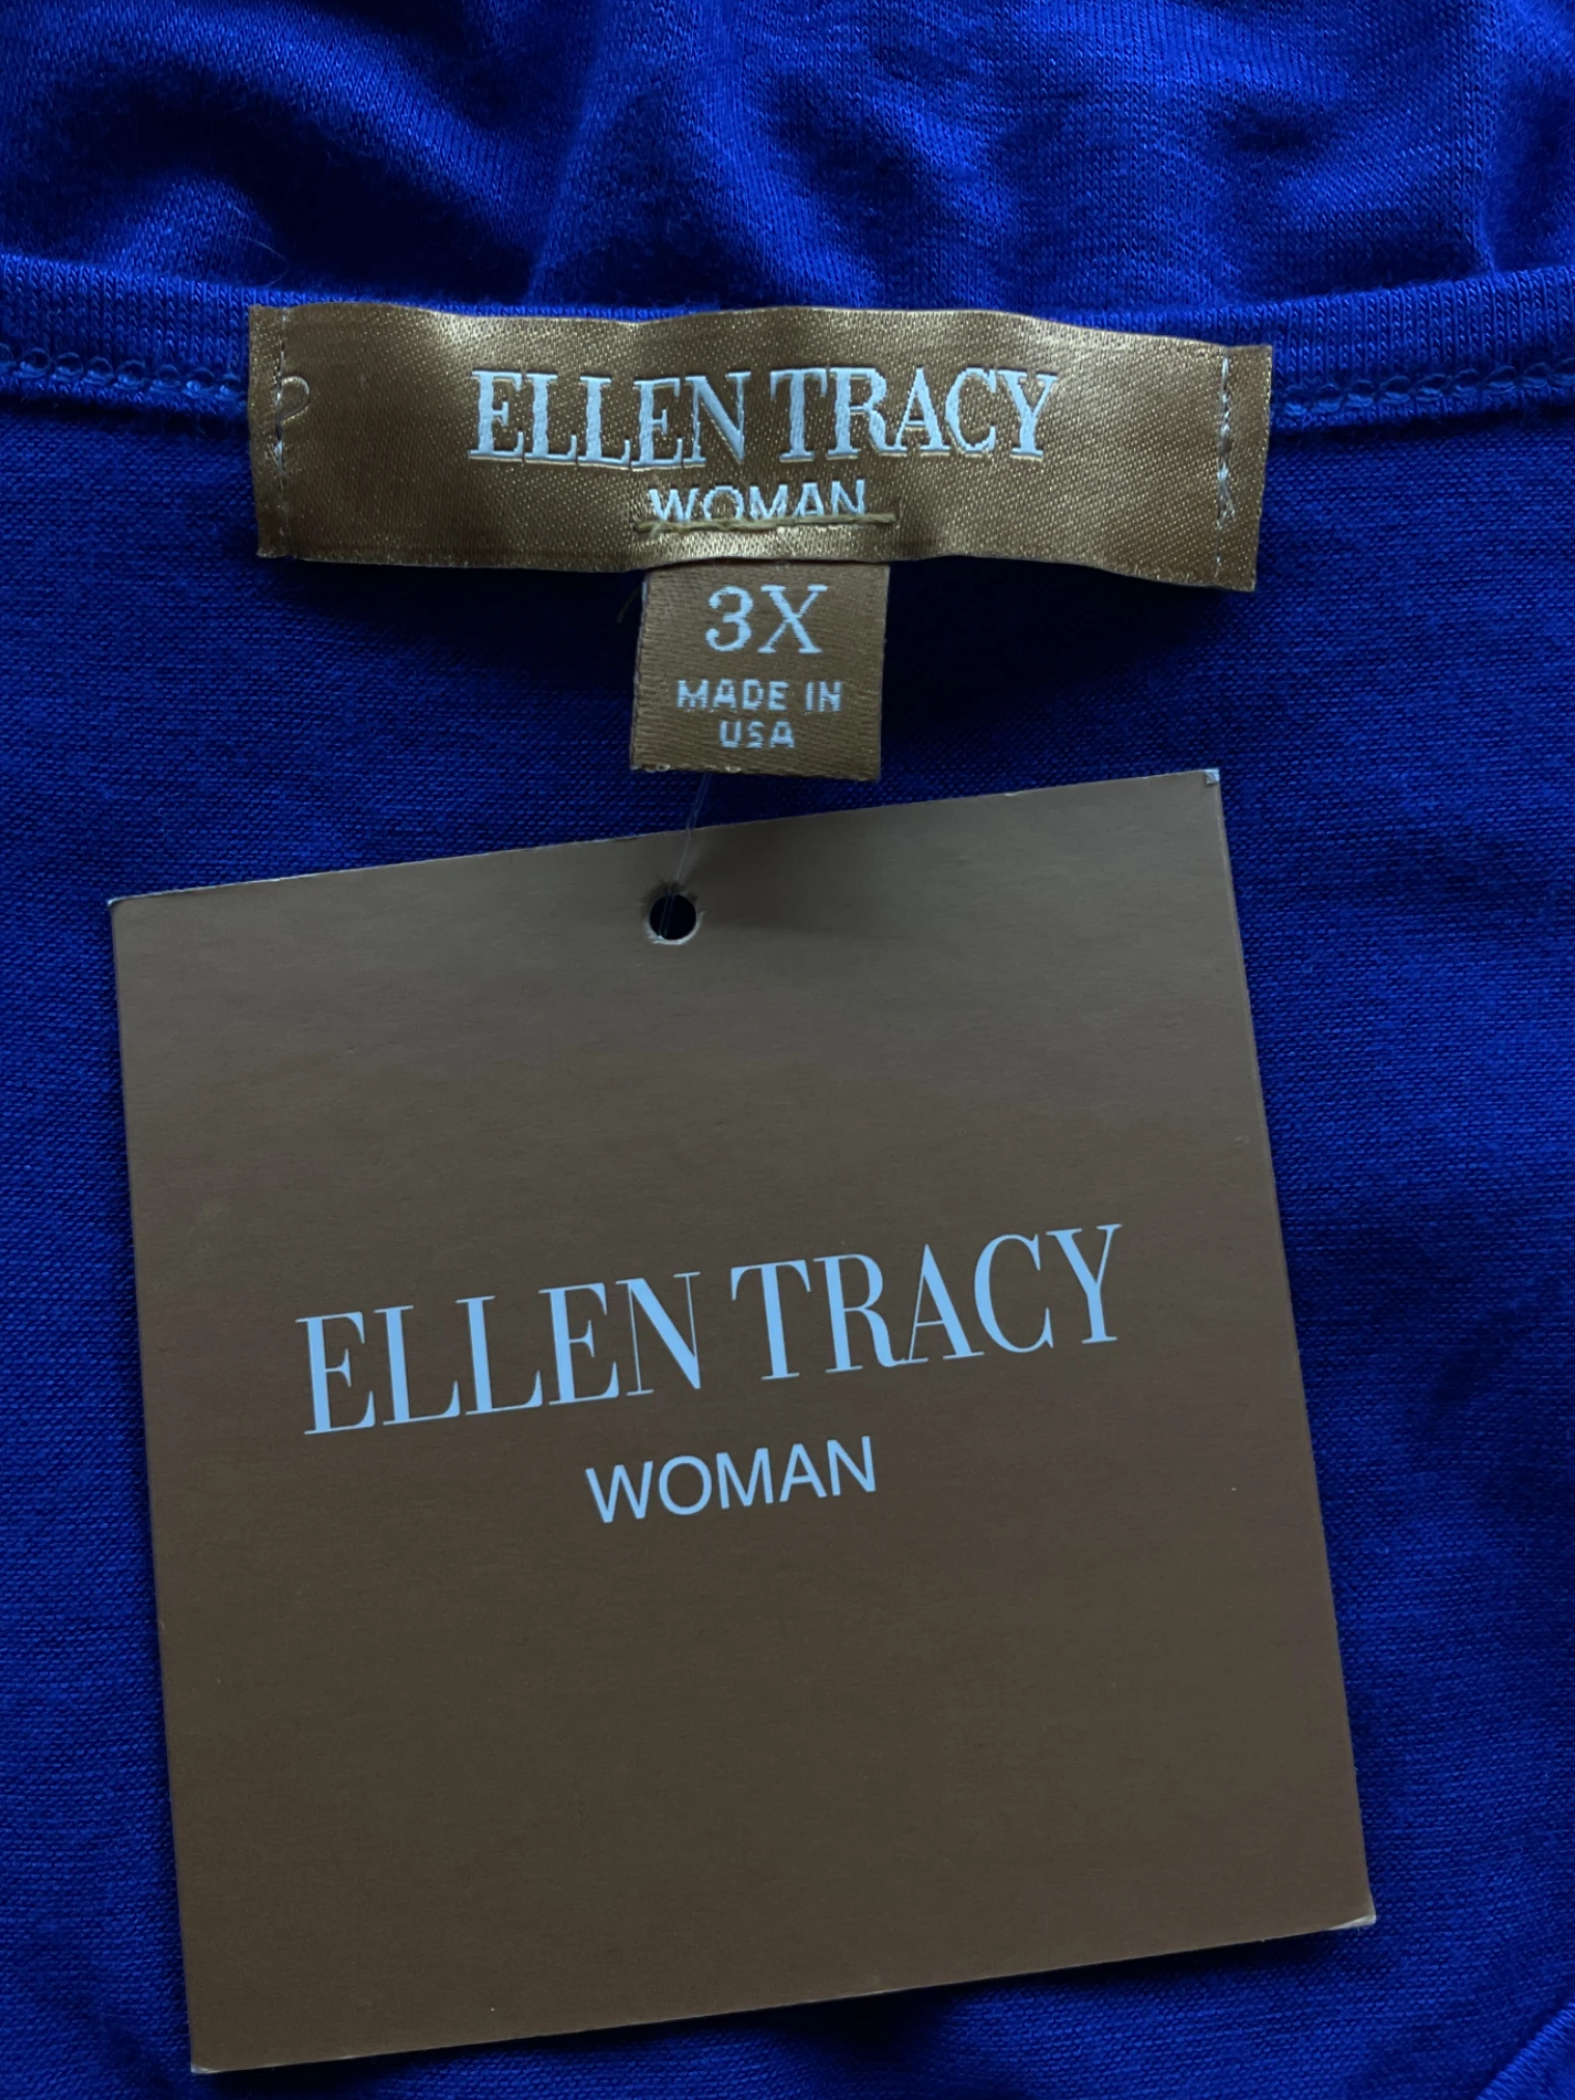 ELLEN TRACY
WOMAN
3X
MADE IN
USA
ELLEN TRACY
WOMAN